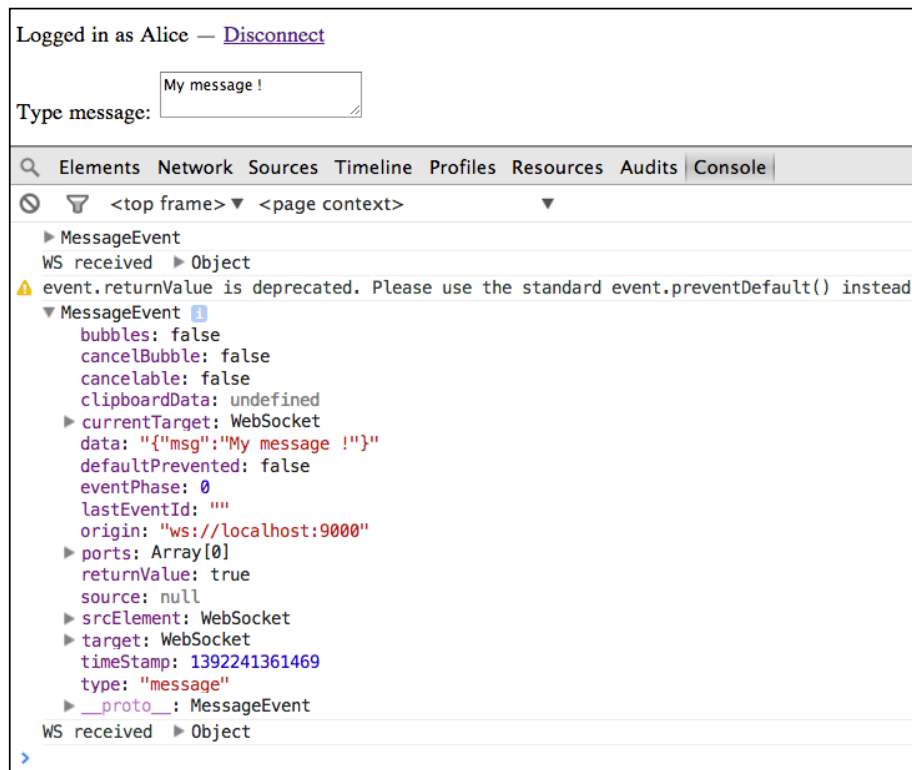 Logged in as Alice — Disconnect
My message !
Type message:
Elements Network Sources Timeline Profiles Resources Audits Console
<top frame> ▼ <page context> ▼
▶ MessageEvent
WS received ▶ Object
event.returnValue is deprecated. Please use the standard event.preventDefault() instead
▼ MessageEvent i
bubbles: false
cancelBubble: false
cancelable: false
clipboardData: undefined
▶ currentTarget: WebSocket
data: "{"msg":"My message !"}"
defaultPrevented: false
eventPhase: 0
lastEventId: ""
origin: "ws://localhost:9000"
▶ ports: Array[0]
returnValue: true
source: null
▶ srcElement: WebSocket
▶ target: WebSocket
timeStamp: 1392241361469
type: "message"
▶ __proto__: MessageEvent
WS received ▶ Object
>